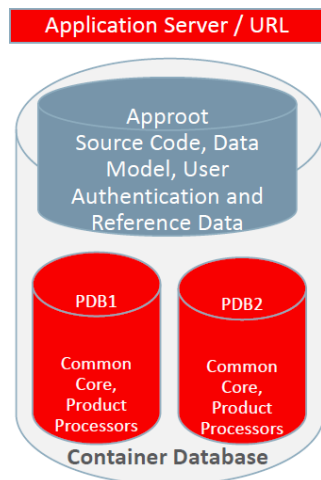 Application Server / URL
Approot
Source Code, Data
Model, User
Authentication and
Reference Data
PDB1
Common
Core,
Product
Processors
PDB2
Common
Core,
Product
Processors
Container Database